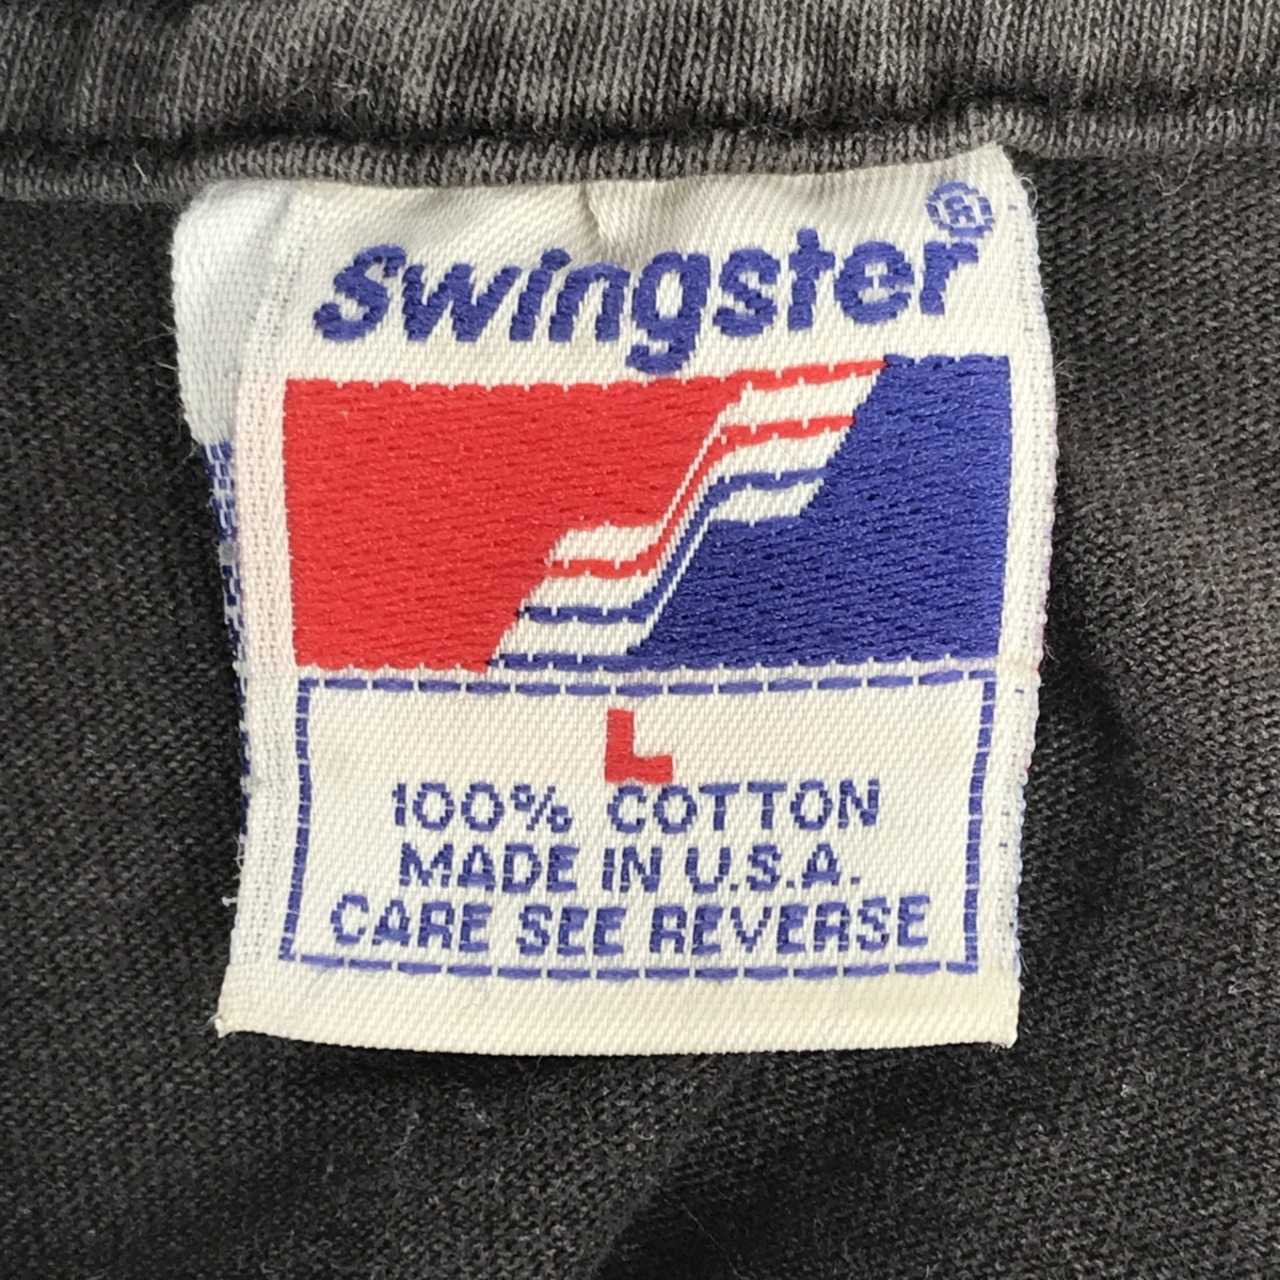 Swingster®
L
100% COTTON
MADE IN U.S.A.
CARE SEE REVERSE